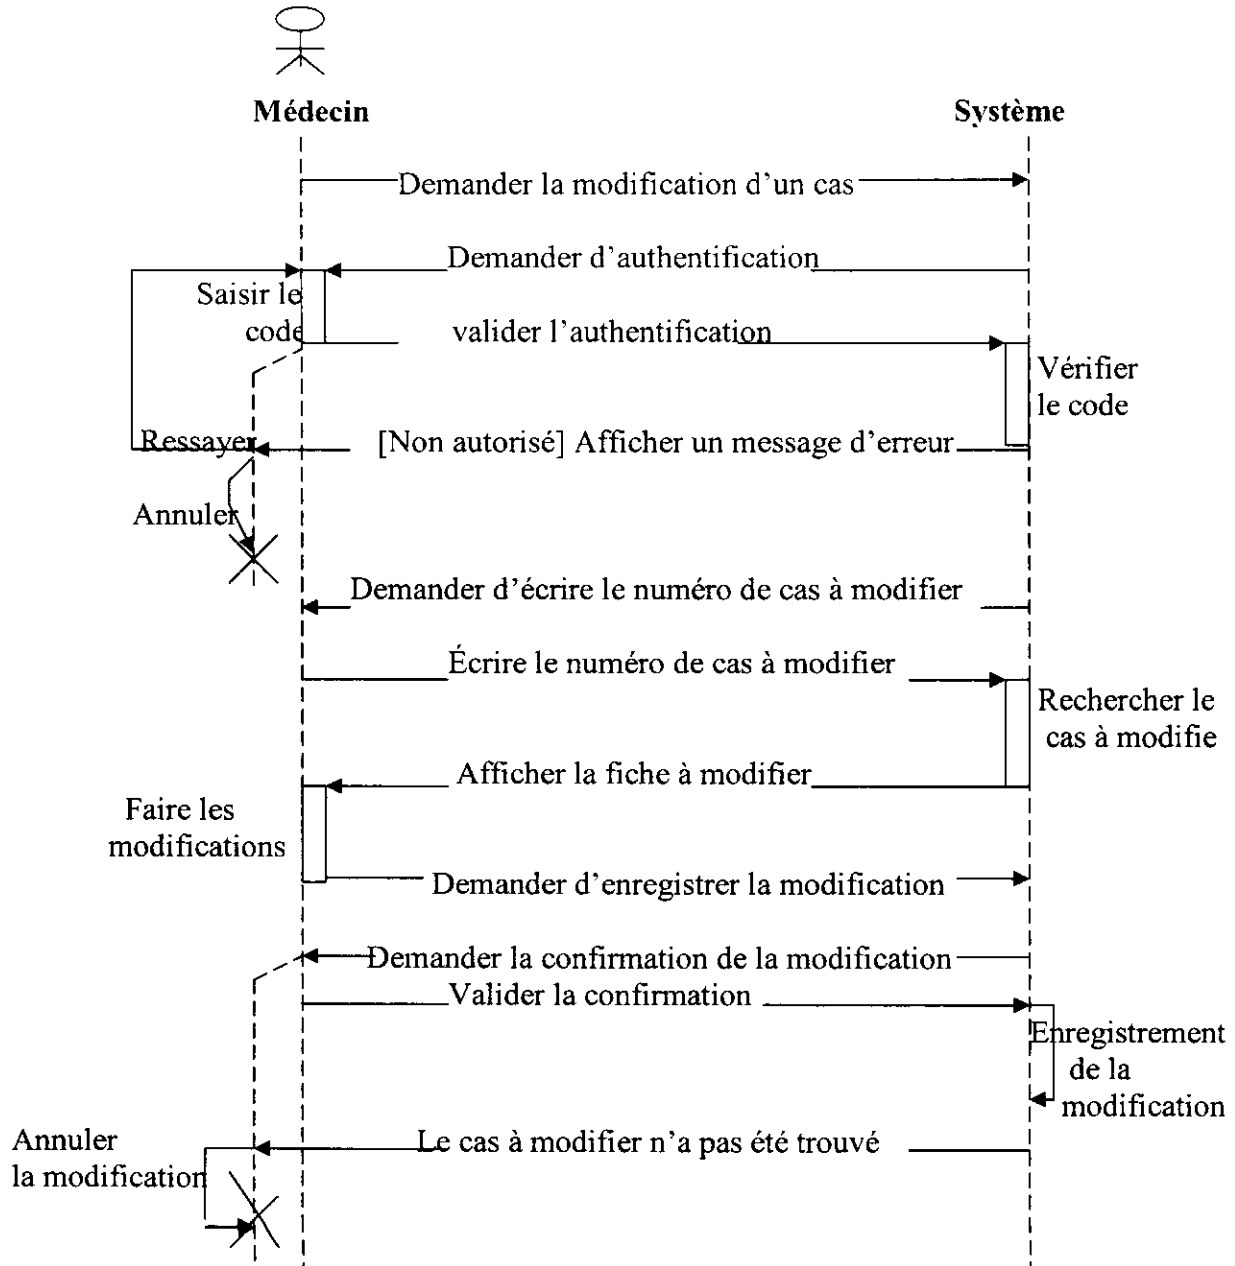 Médecin
Système
Demander la modification d'un cas
Demander d'authentification
Saisir le
code
valider l'authentification
Vérifier
le code
Ressayer
[Non autorisé] Afficher un message d'erreur
Annuler
Demander d'écrire le numéro de cas à modifier
Écrire le numéro de cas à modifier
Rechercher le
cas à modifie
Afficher la fiche à modifier
Faire les
modifications
Demander d'enregistrer la modification
Demander la confirmation de la modification
Valider la confirmation
Enregistrement
de la
modification
Annuler
la modification
Le cas à modifier n'a pas été trouvé